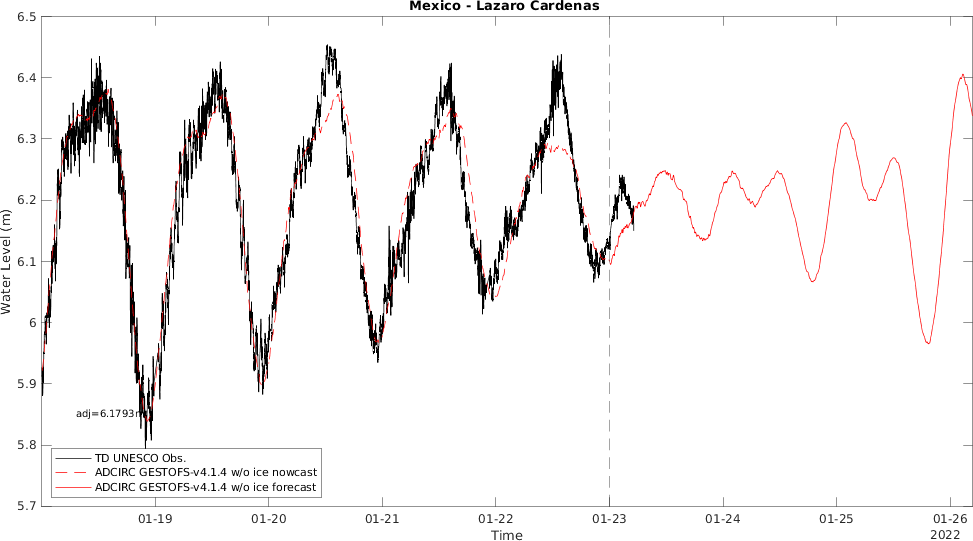 Mexico - Lazaro Cardenas
6.5
6.4
6.3
6.2
6.1
6
5.9
5.8
5.7
Water Level (m)
adj=6.1793m
TD UNESCO Obs.
ADCIRC GESTOFS-v4.1.4 w/o ice nowcast
ADCIRC GESTOFS-v4.1.4 w/o ice forecast
01-19 01-20 01-21 01-22 01-23 01-24 01-25 01-26
Time
2022